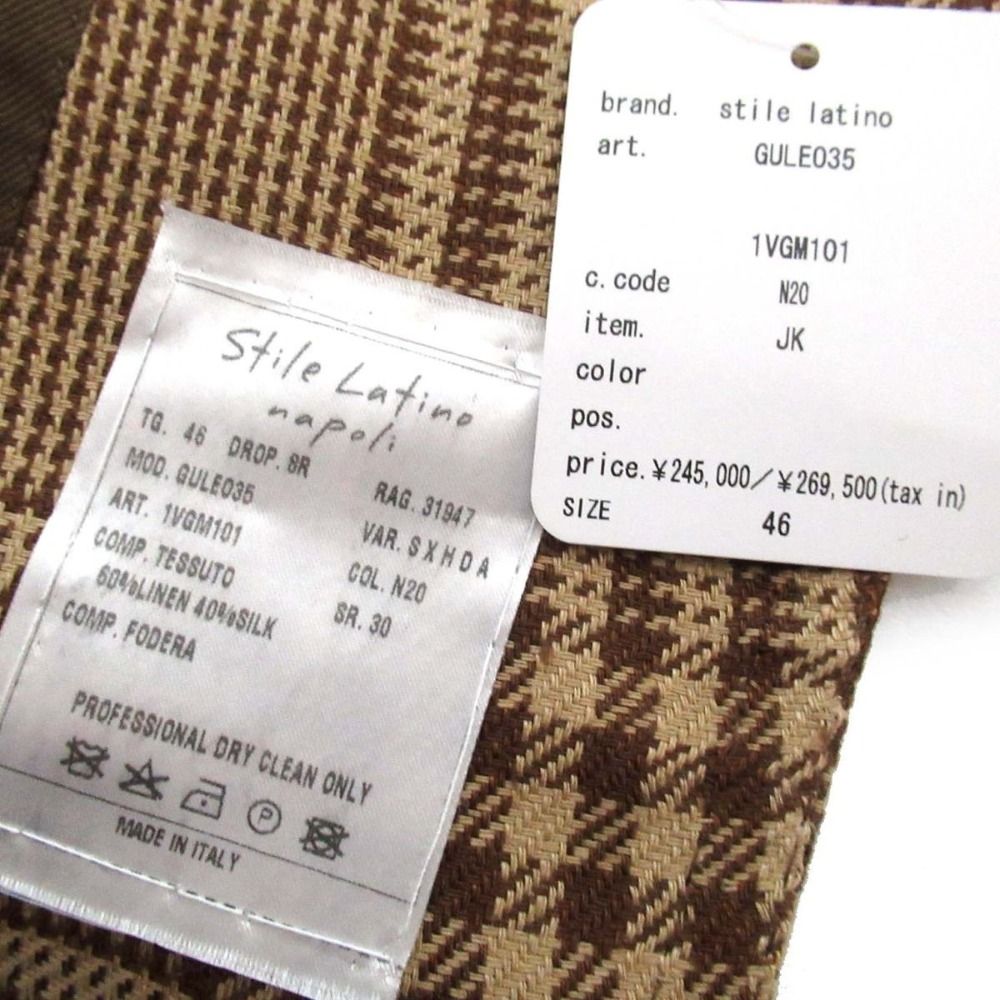 brand. stile latino
art. GULE035
1VGM101
c. code N20
item. JK
color
pos.
price. ¥245,000/¥269,500(tax in)
SIZE 46
Stile Latino
napoli
TG. 46 DROP. 8R
MOD. GULE035 RAG. 31947
ART. 1VGM101 VAR. S X H D A
COMP. TESSUTO COL. N20
60%LINEN 40%SILK SR. 30
COMP. FODERA
PROFESSIONAL DRY CLEAN ONLY
P
MADE IN ITALY